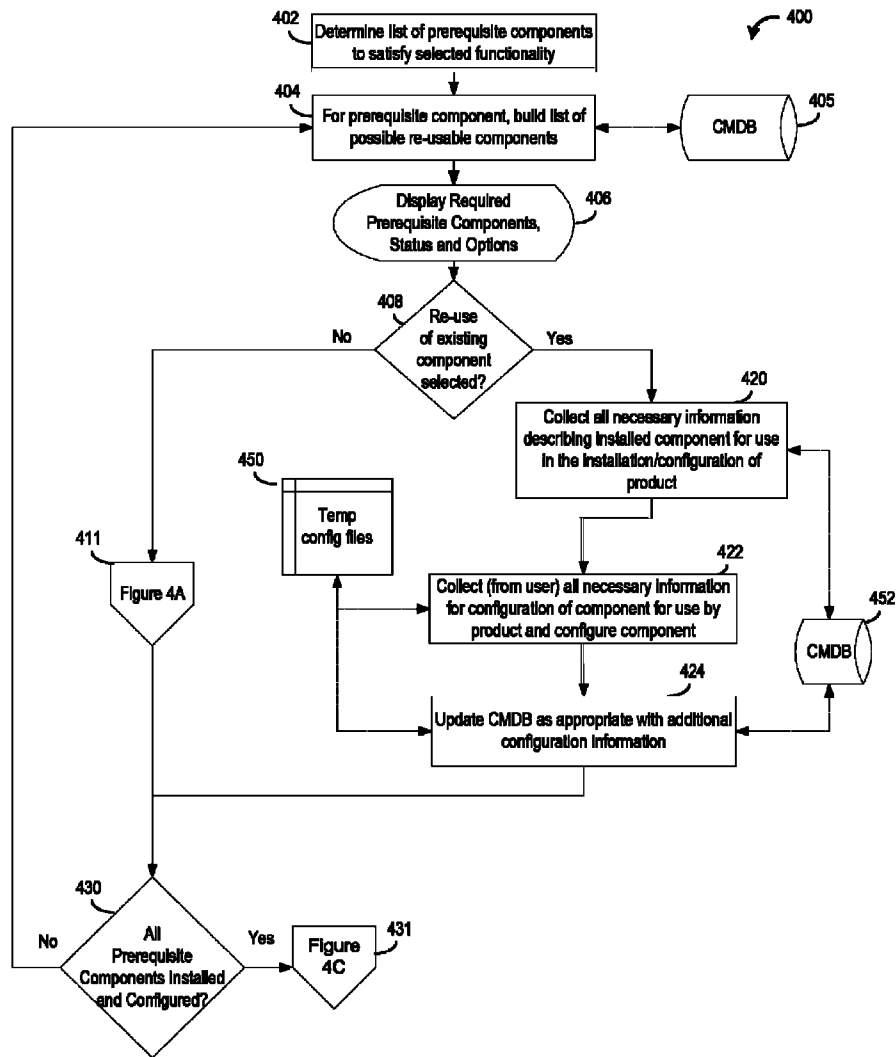 402
Determine list of prerequisite components
to satisfy selected functionality
400
404
For prerequisite component, build list of
possible re-usable components
CMDB
405
Display Required
Prerequisite Components,
Status and Options
406
408
Re-use
of existing
component
selected?
No
Yes
420
Collect all necessary information
describing installed component for use
in the installation/configuration of
product
450
Temp
config files
411
Figure 4A
422
Collect (from user) all necessary information
for configuration of component for use by
product and configure component
452
CMDB
424
Update CMDB as appropriate with additional
configuration information
430
All
Prerequisite
Components Installed
and Configured?
No
Yes
Figure
4C
431